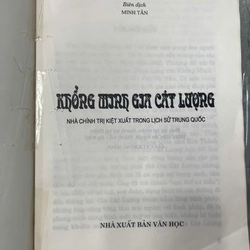 Biên dịch
MINH TÂN
KHỔNG MINH GIA CÁT LƯỢNG
NHÀ CHÍNH TRỊ KIỆT XUẤT TRONG LỊCH SỬ TRUNG QUỐC
NHÀ XUẤT BẢN VĂN HỌC